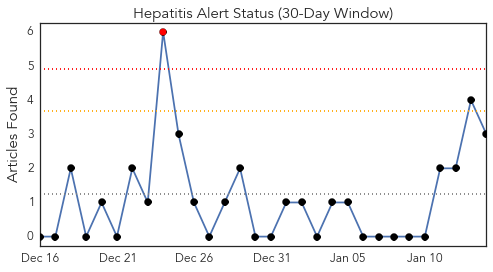 Hepatitis Alert Status (30-Day Window)
Articles Found
6
5
4
3
2
1
0
Dec 16 Dec 21 Dec 26 Dec 31 Jan 05 Jan 10